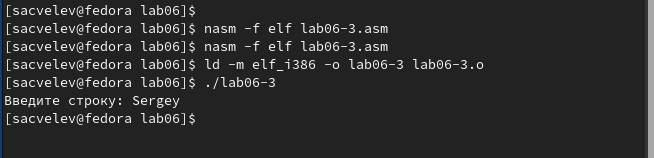 [sacvelev@fedora lab06]$
[sacvelev@fedora lab06]$ nasm -f elf lab06-3.asm
[sacvelev@fedora lab06]$ nasm -f elf lab06-3.asm
[sacvelev@fedora lab06]$ ld -m elf_i386 -o lab06-3 lab06-3.o
[sacvelev@fedora lab06]$ ./lab06-3
Введите строку: Sergey
[sacvelev@fedora lab06]$